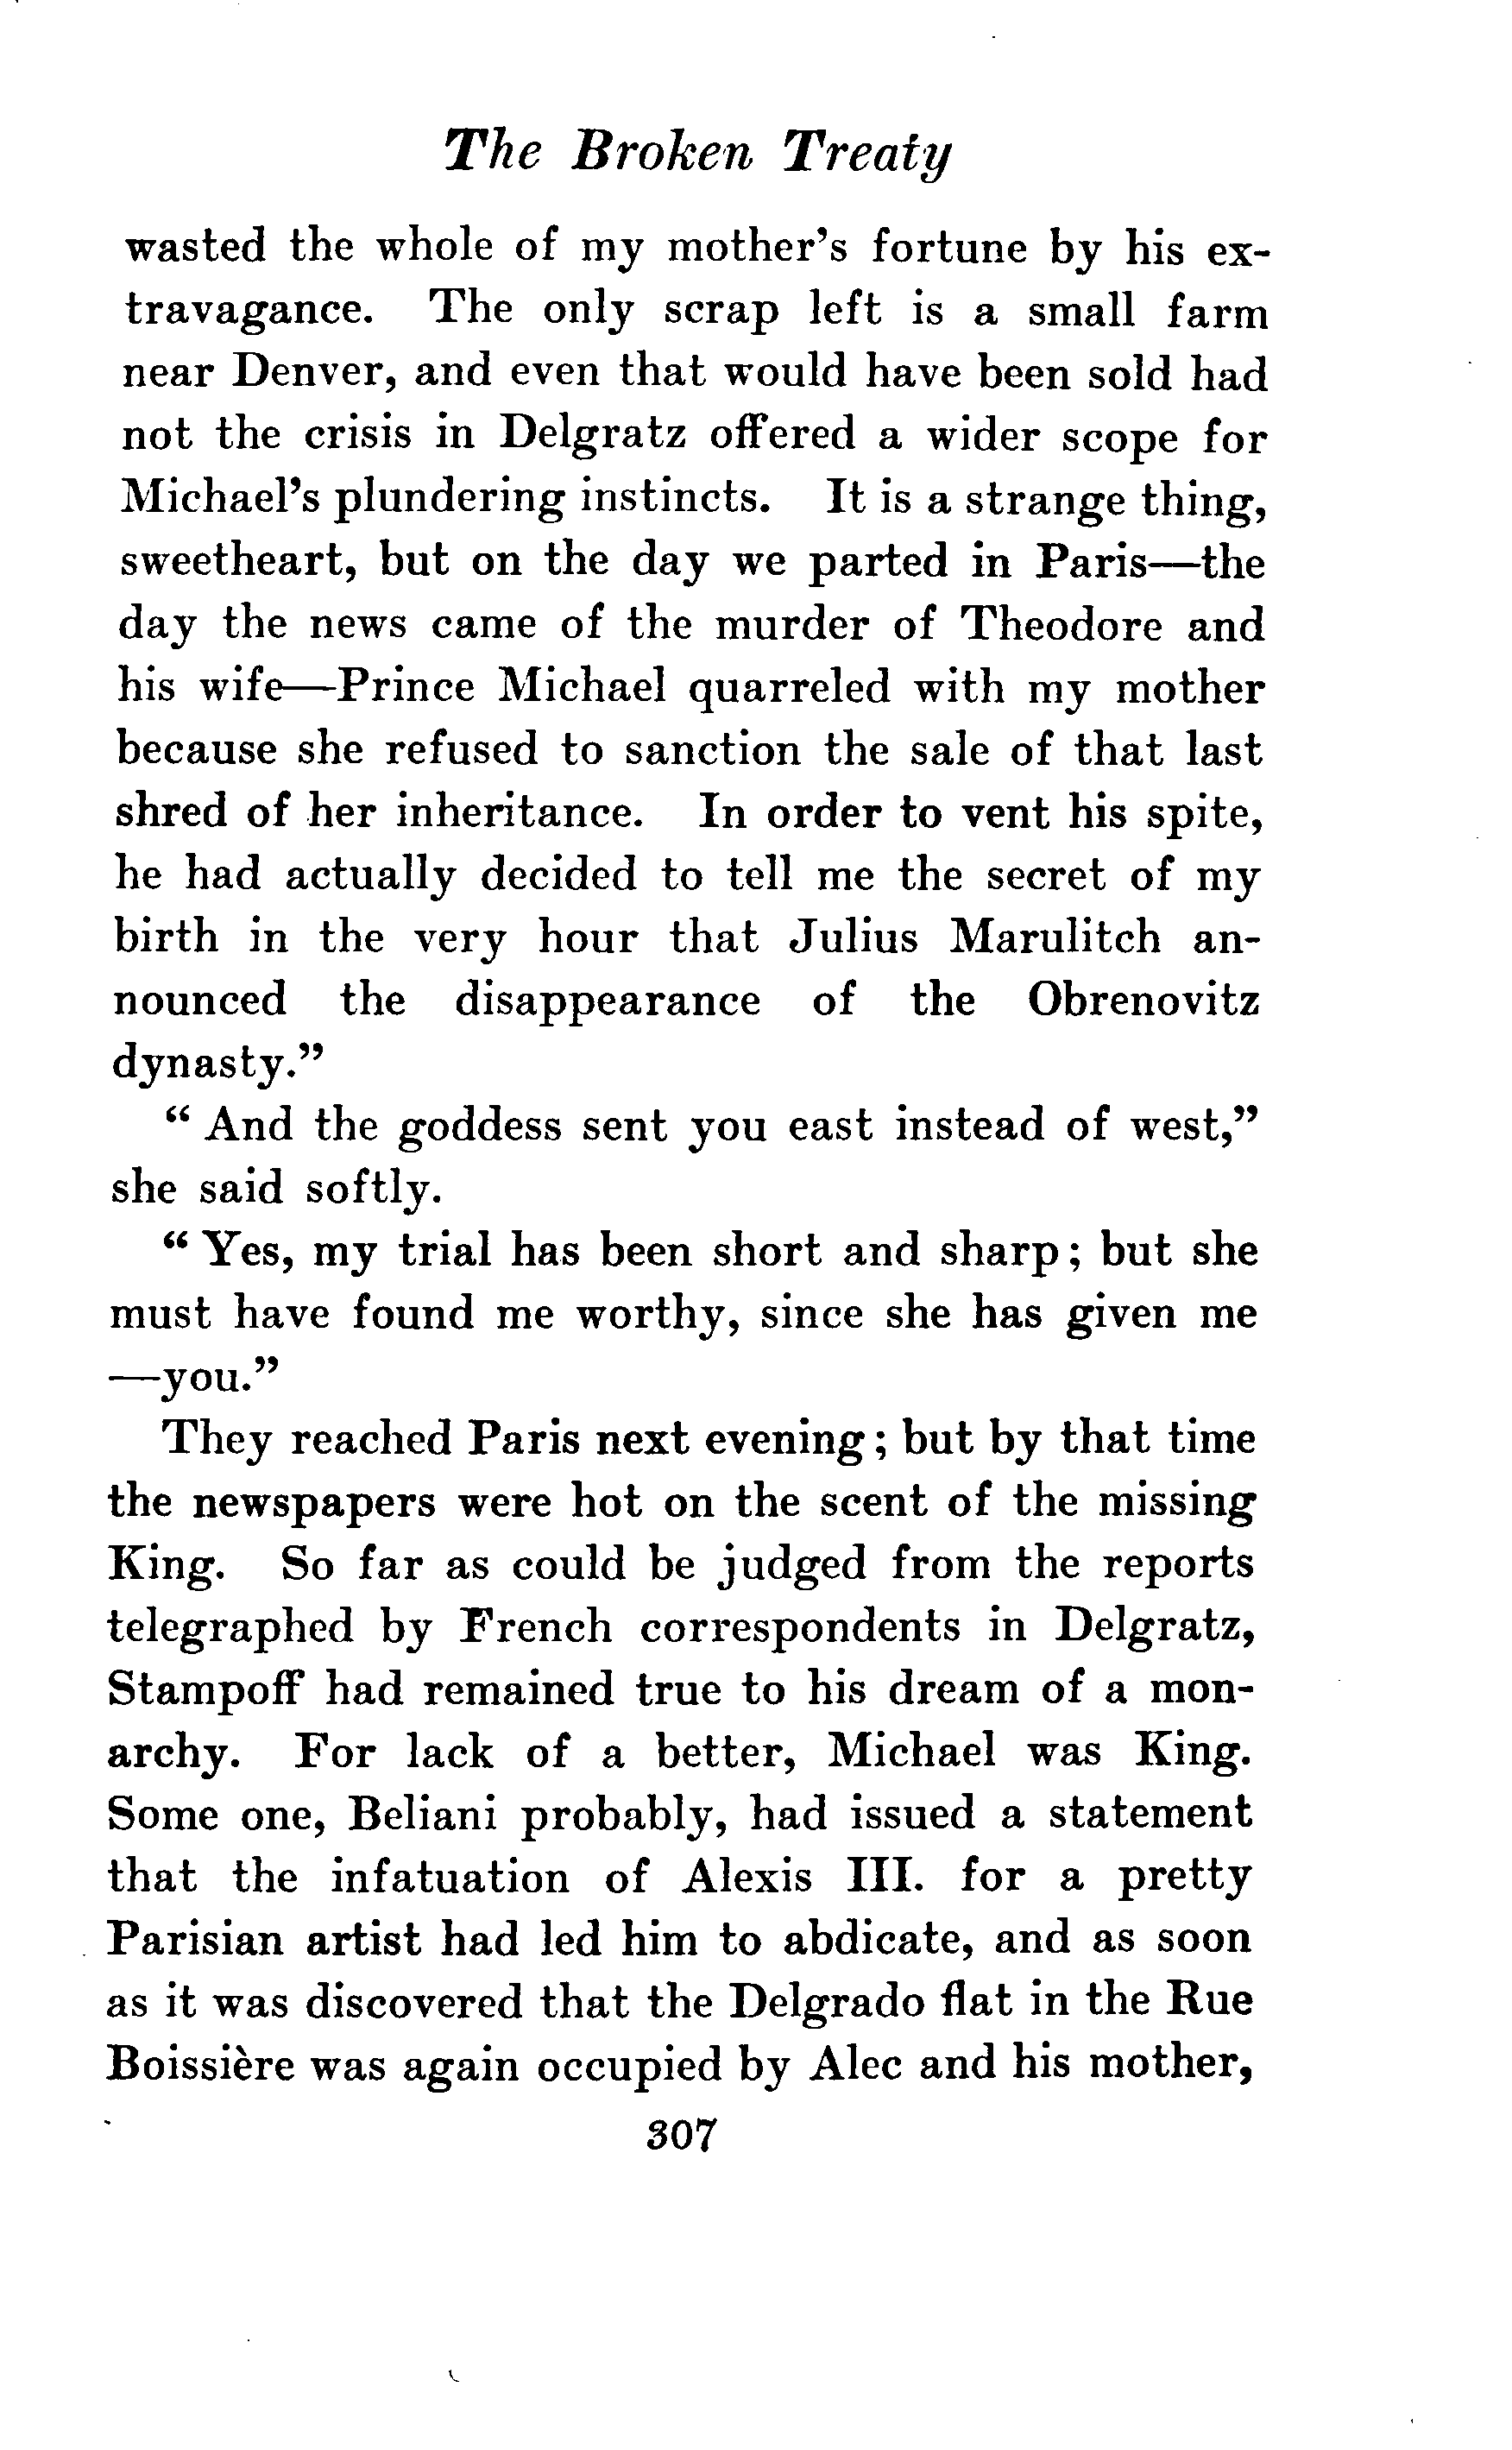 The Broken Treaty
wasted the whole of my mother's fortune by his ex-
travagance. The only scrap left is a small farm
near Denver, and even that would have been sold had
not the crisis in Delgratz offered a wider scope for
Michael's plundering instincts. It is a strange thing,
sweetheart, but on the day we parted in Paris—the
day the news came of the murder of Theodore and
his wife—Prince Michael quarreled with my mother
because she refused to sanction the sale of that last
shred of her inheritance. In order to vent his spite,
he had actually decided to tell me the secret of my
birth in the very hour that Julius Marulitch an-
nounced the disappearance of the Obrenovitz
dynasty."
" And the goddess sent you east instead of west,"
she said softly.
" Yes, my trial has been short and sharp; but she
must have found me worthy, since she has given me
—you."
They reached Paris next evening; but by that time
the newspapers were hot on the scent of the missing
King. So far as could be judged from the reports
telegraphed by French correspondents in Delgratz,
Stampoff had remained true to his dream of a mon-
archy. For lack of a better, Michael was King.
Some one, Beliani probably, had issued a statement
that the infatuation of Alexis III. for a pretty
Parisian artist had led him to abdicate, and as soon
as it was discovered that the Delgrado flat in the Rue
Boissière was again occupied by Alec and his mother,
307